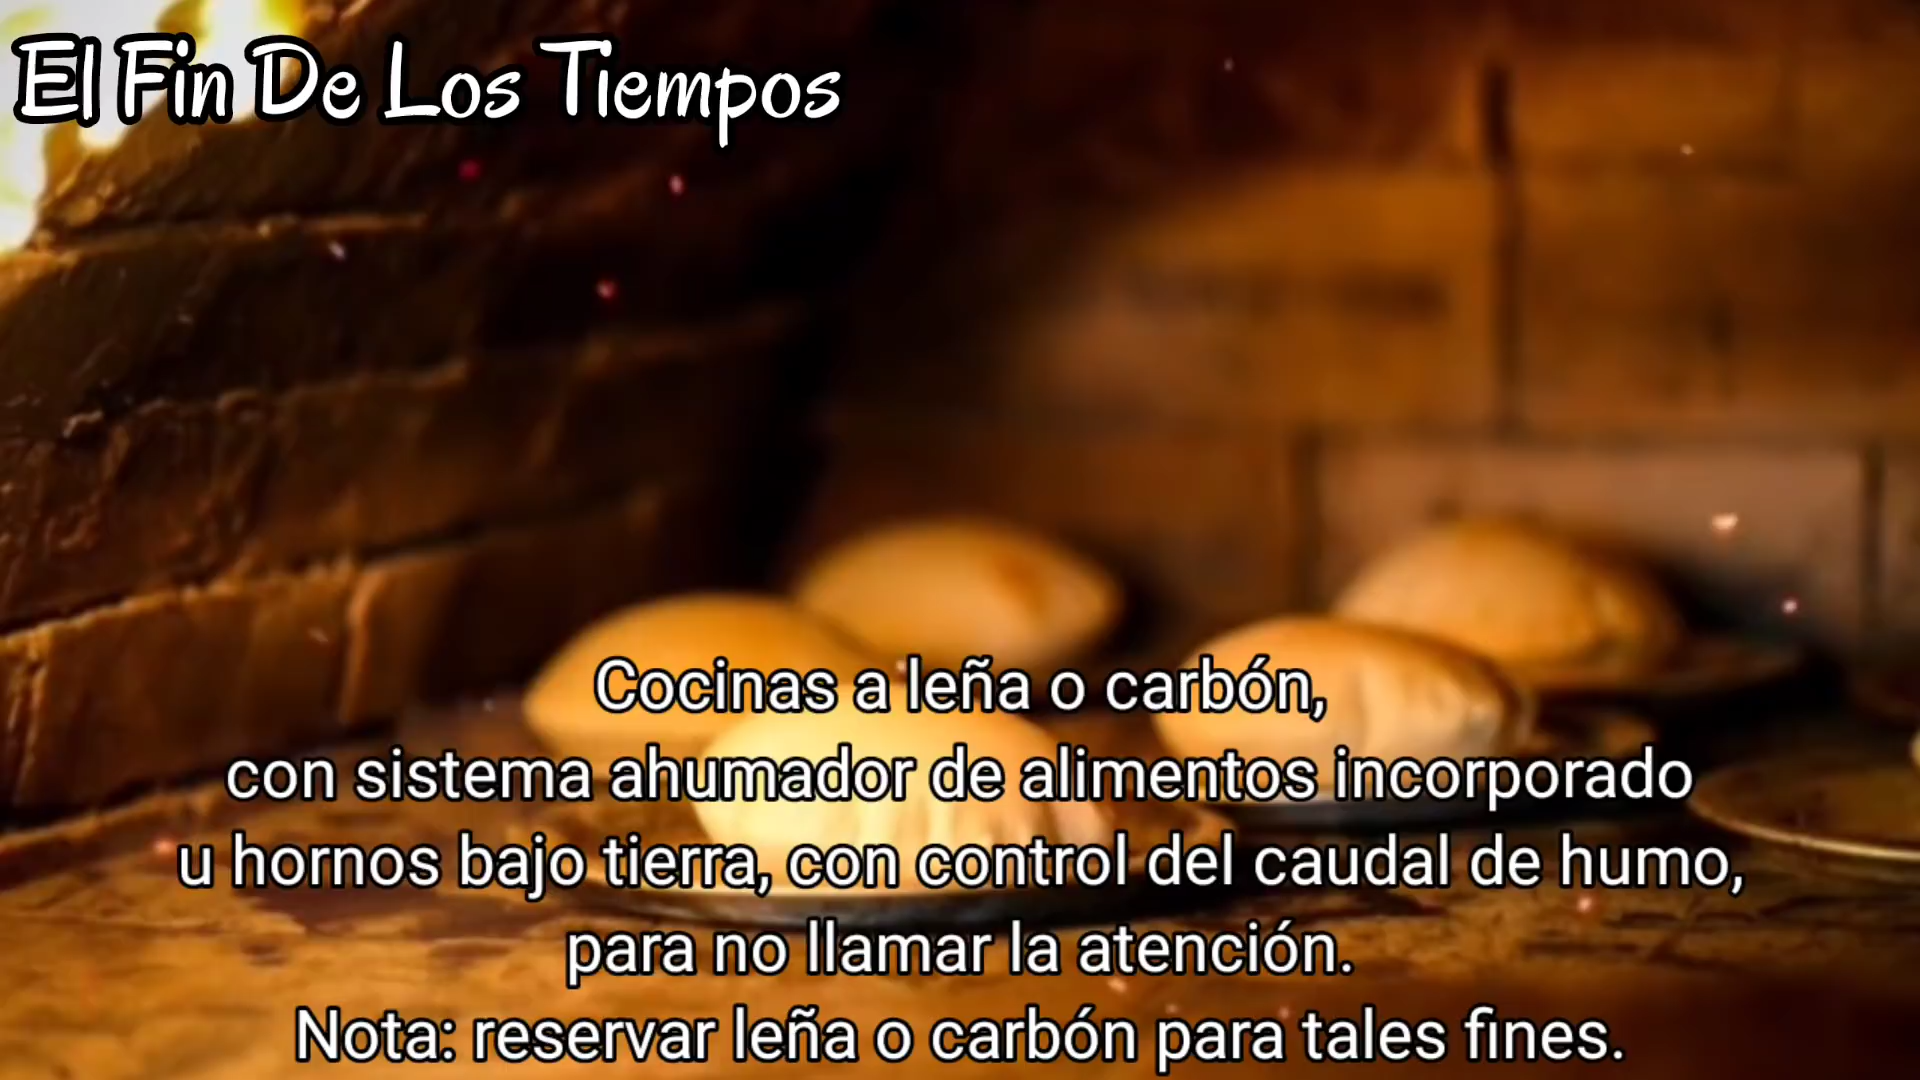 El Fin De Los Tiempos
Cocinas a leña o carbón,
con sistema ahumador de alimentos incorporado
u hornos bajo tierra, con control del caudal de humo,
para no llamar la atención.
Nota: reservar leña o carbón para tales fines.